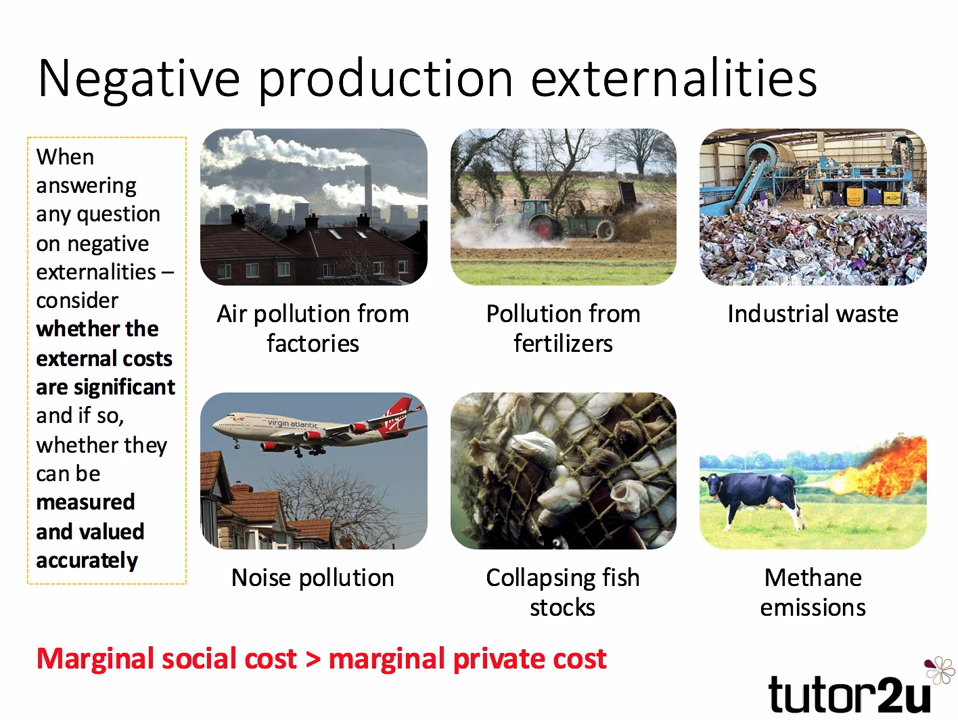 Negative production externalities
When
answering
any question
on negative
externalities –
consider
whether the
external costs
are significant
and if so,
whether they
can be
measured
and valued
accurately
Air pollution from
factories
Pollution from
fertilizers
Industrial waste
virgin atlantic
Noise pollution
Collapsing fish
stocks
Methane
emissions
Marginal social cost > marginal private cost
tutor2u